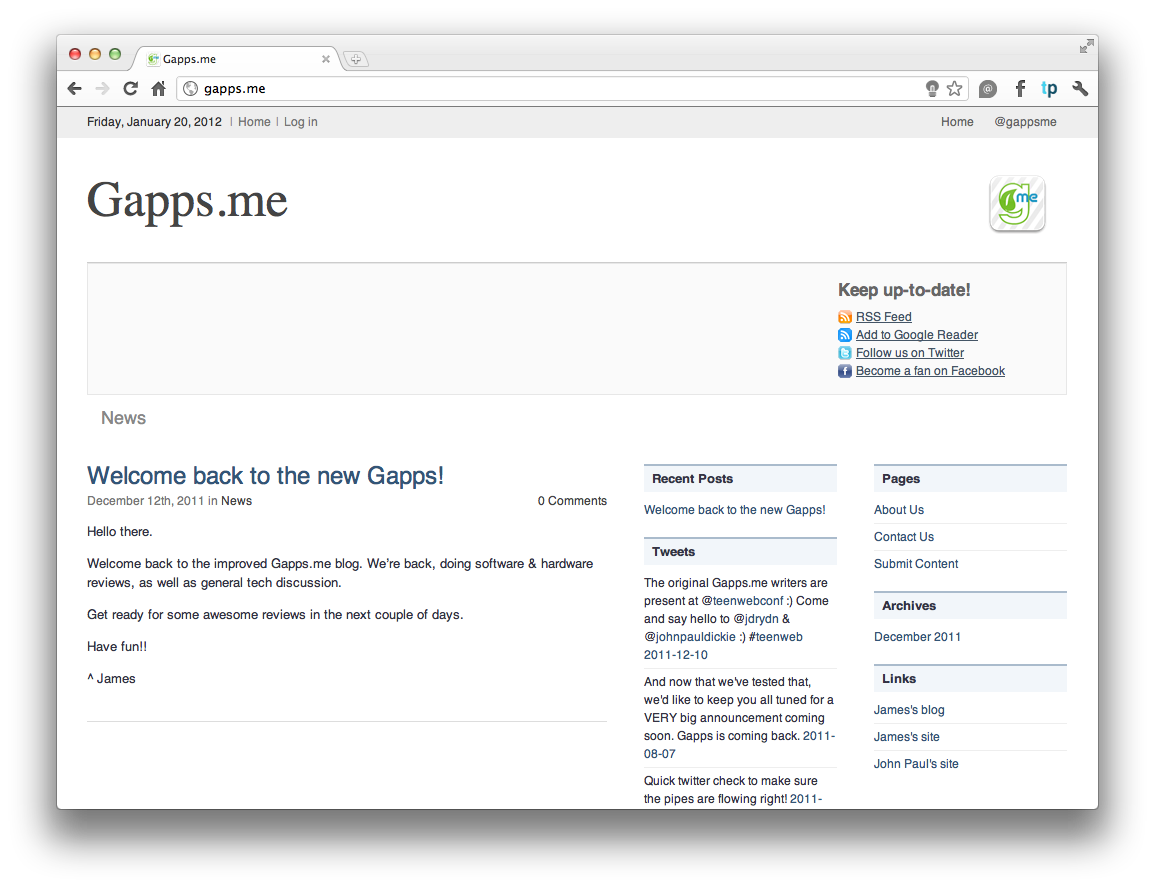 Gapps.me
gapps.me
Friday, January 20, 2012 | Home | Log in
Home @gappsme
Gapps.me
g me
Keep up-to-date!
RSS Feed
Add to Google Reader
Follow us on Twitter
Become a fan on Facebook
News
Welcome back to the new Gapps!
December 12th, 2011 in News 0 Comments
Hello there.
Welcome back to the improved Gapps.me blog. We're back, doing software & hardware
reviews, as well as general tech discussion.
Get ready for some awesome reviews in the next couple of days.
Have fun!!
^ James
Recent Posts
Welcome back to the new Gapps!
Tweets
The original Gapps.me writers are
present at @teenwebconf :) Come
and say hello to @jdrydn &
@johnpauldickie :) #teenweb
2011-12-10
And now that we've tested that,
we'd like to keep you all tuned for a
VERY big announcement coming
soon. Gapps is coming back. 2011-
08-07
Quick twitter check to make sure
the pipes are flowing right! 2011-
Pages
About Us
Contact Us
Submit Content
Archives
December 2011
Links
James's blog
James's site
John Paul's site